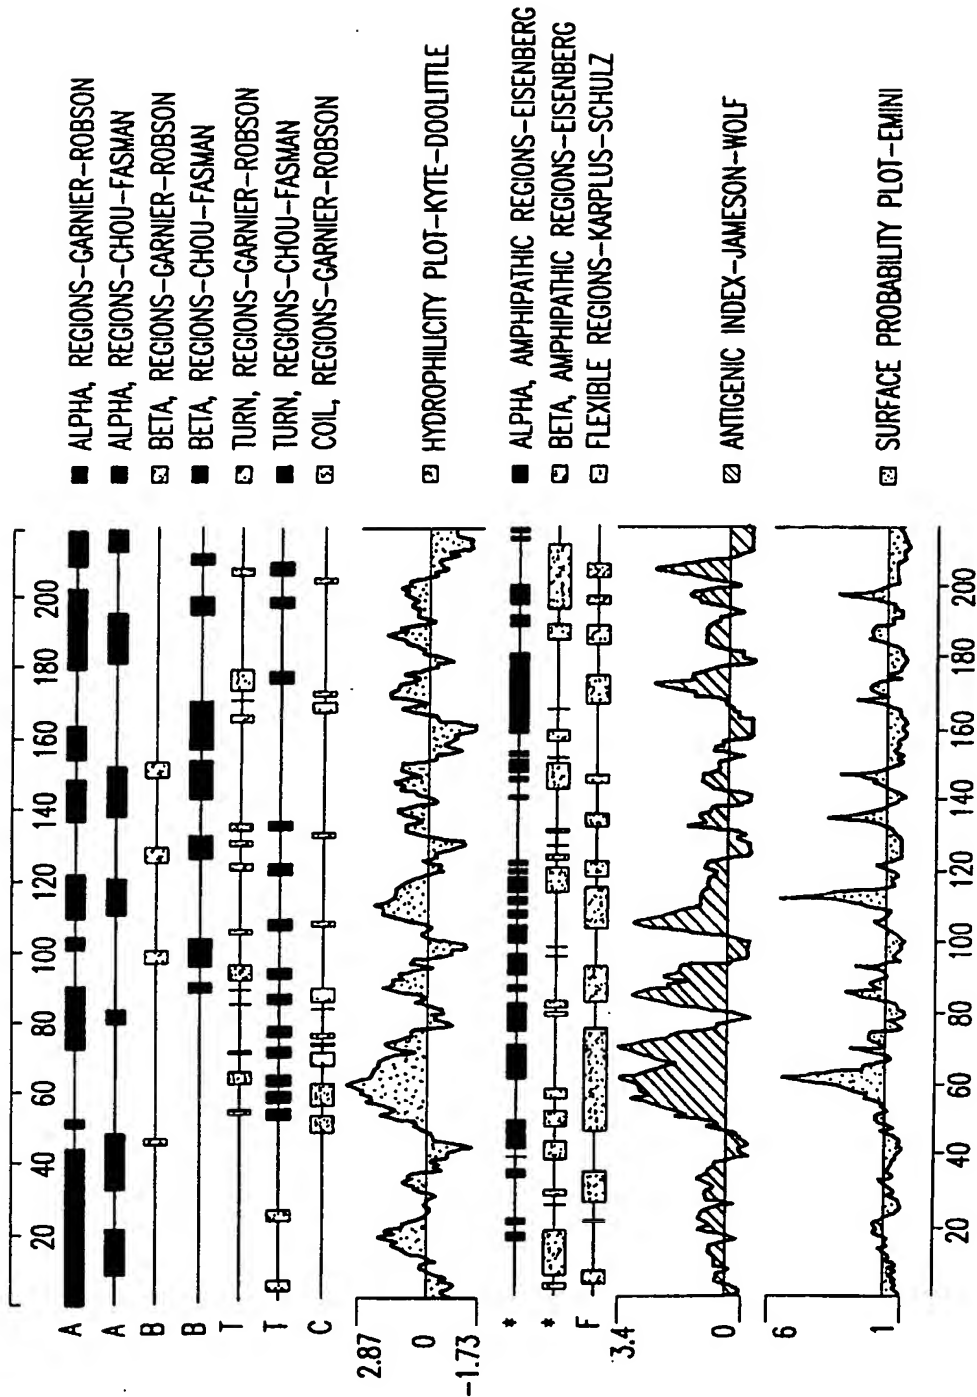 20 40 60 80 100 120 140 160 180 200
A ALPHA, REGIONS-GARNIER-ROBSON
A ALPHA, REGIONS-CHOU-FASMAN
B BETA, REGIONS-GARNIER-ROBSON
B BETA, REGIONS-CHOU-FASMAN
T TURN, REGIONS-GARNIER-ROBSON
T TURN, REGIONS-CHOU-FASMAN
C COIL, REGIONS-GARNIER-ROBSON
2.87
0 HYDROPHILICITY PLOT-KYTE-DOOLITTLE
-1.73
* ALPHA, AMPHIPATHIC REGIONS-EISENBERG
* BETA, AMPHIPATHIC REGIONS-EISENBERG
F FLEXIBLE REGIONS-KARPLUS-SCHULZ
3.4
0 ANTIGENIC INDEX-JAMESON-WOLF
6
1 SURFACE PROBABILITY PLOT-EMINI
20 40 60 80 100 120 140 160 180 200